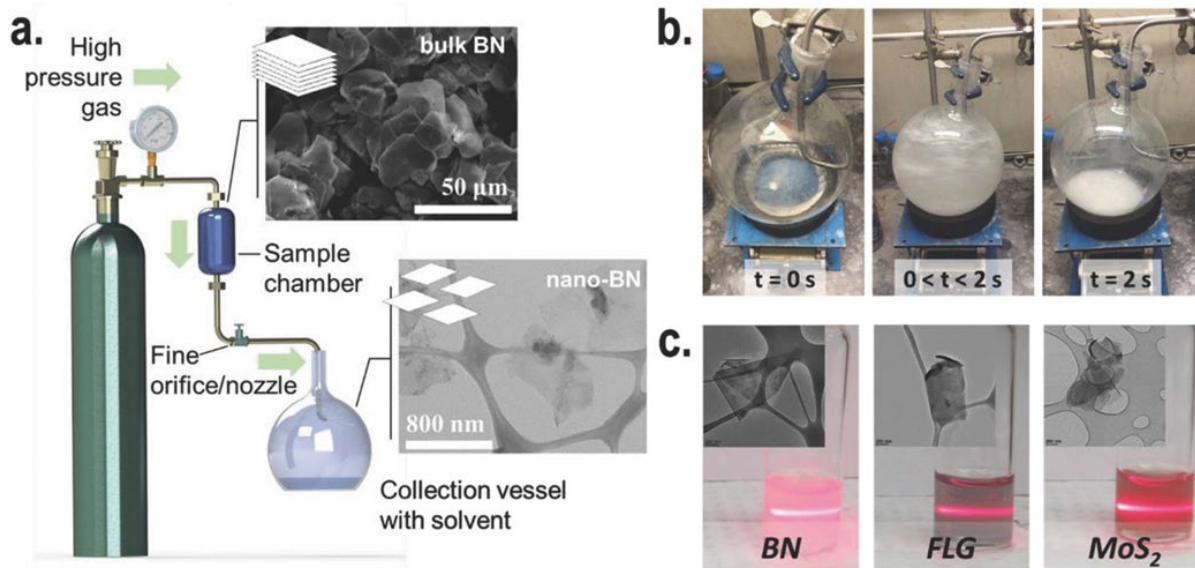 a.
High
pressure
gas
bulk BN
50 μm
Sample
chamber
nano-BN
Fine
orifice/nozzle
800 nm
Collection vessel
with solvent
b.
t = 0 s
0 < t < 2 s
t = 2 s
c.
BN
FLG
MoS₂